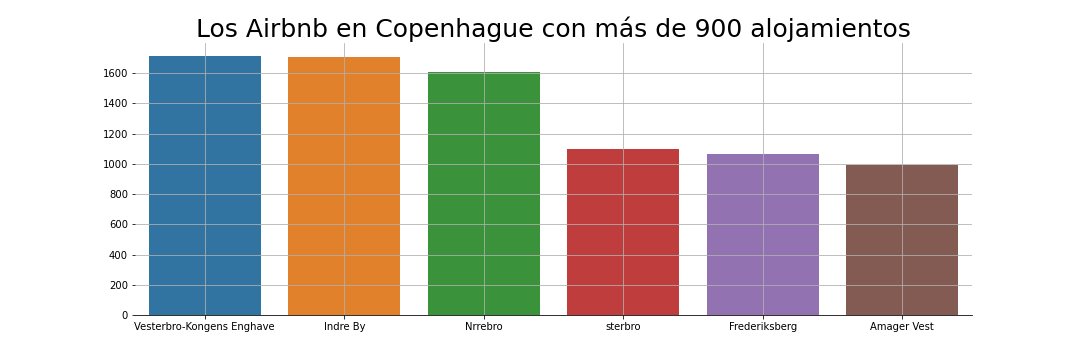 Los Airbnb en Copenhague con más de 900 alojamientos
1600
1400
1200
1000
800
600
400
200
0
Vesterbro-Kongens Enghave
Indre By
Nrrebro
sterbro
Frederiksberg
Amager Vest